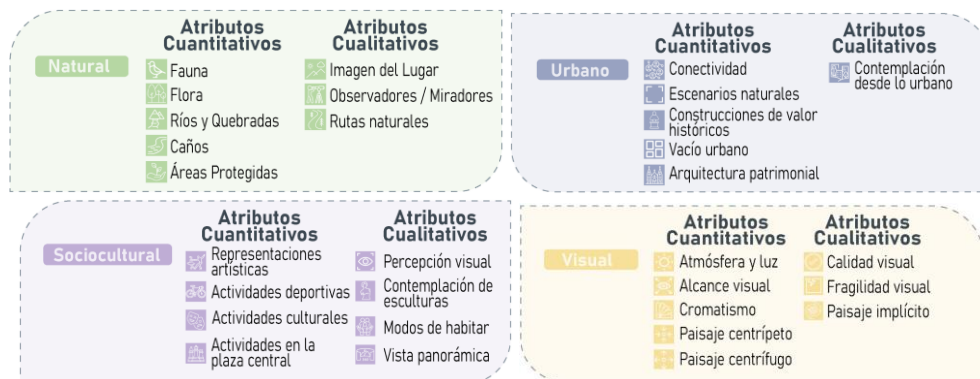 Natural
Atributos
Cuantitativos
Fauna
Flora
Ríos y Quebradas
Caños
Áreas Protegidas
Atributos
Cualitativos
Imagen del Lugar
Observadores / Miradores
Rutas naturales
Urbano
Atributos
Cuantitativos
Conectividad
Escenarios naturales
Construcciones de valor
históricos
Vacío urbano
Arquitectura patrimonial
Atributos
Cualitativos
Contemplación
desde lo urbano
Sociocultural
Atributos
Cuantitativos
Representaciones
artísticas
Actividades deportivas
Actividades culturales
Actividades en la
plaza central
Atributos
Cualitativos
Percepción visual
Contemplación de
esculturas
Modos de habitar
Vista panorámica
Visual
Atributos
Cuantitativos
Atmósfera y luz
Alcance visual
Cromatismo
Paisaje centrípeto
Paisaje centrífugo
Atributos
Cualitativos
Calidad visual
Fragilidad visual
Paisaje implícito